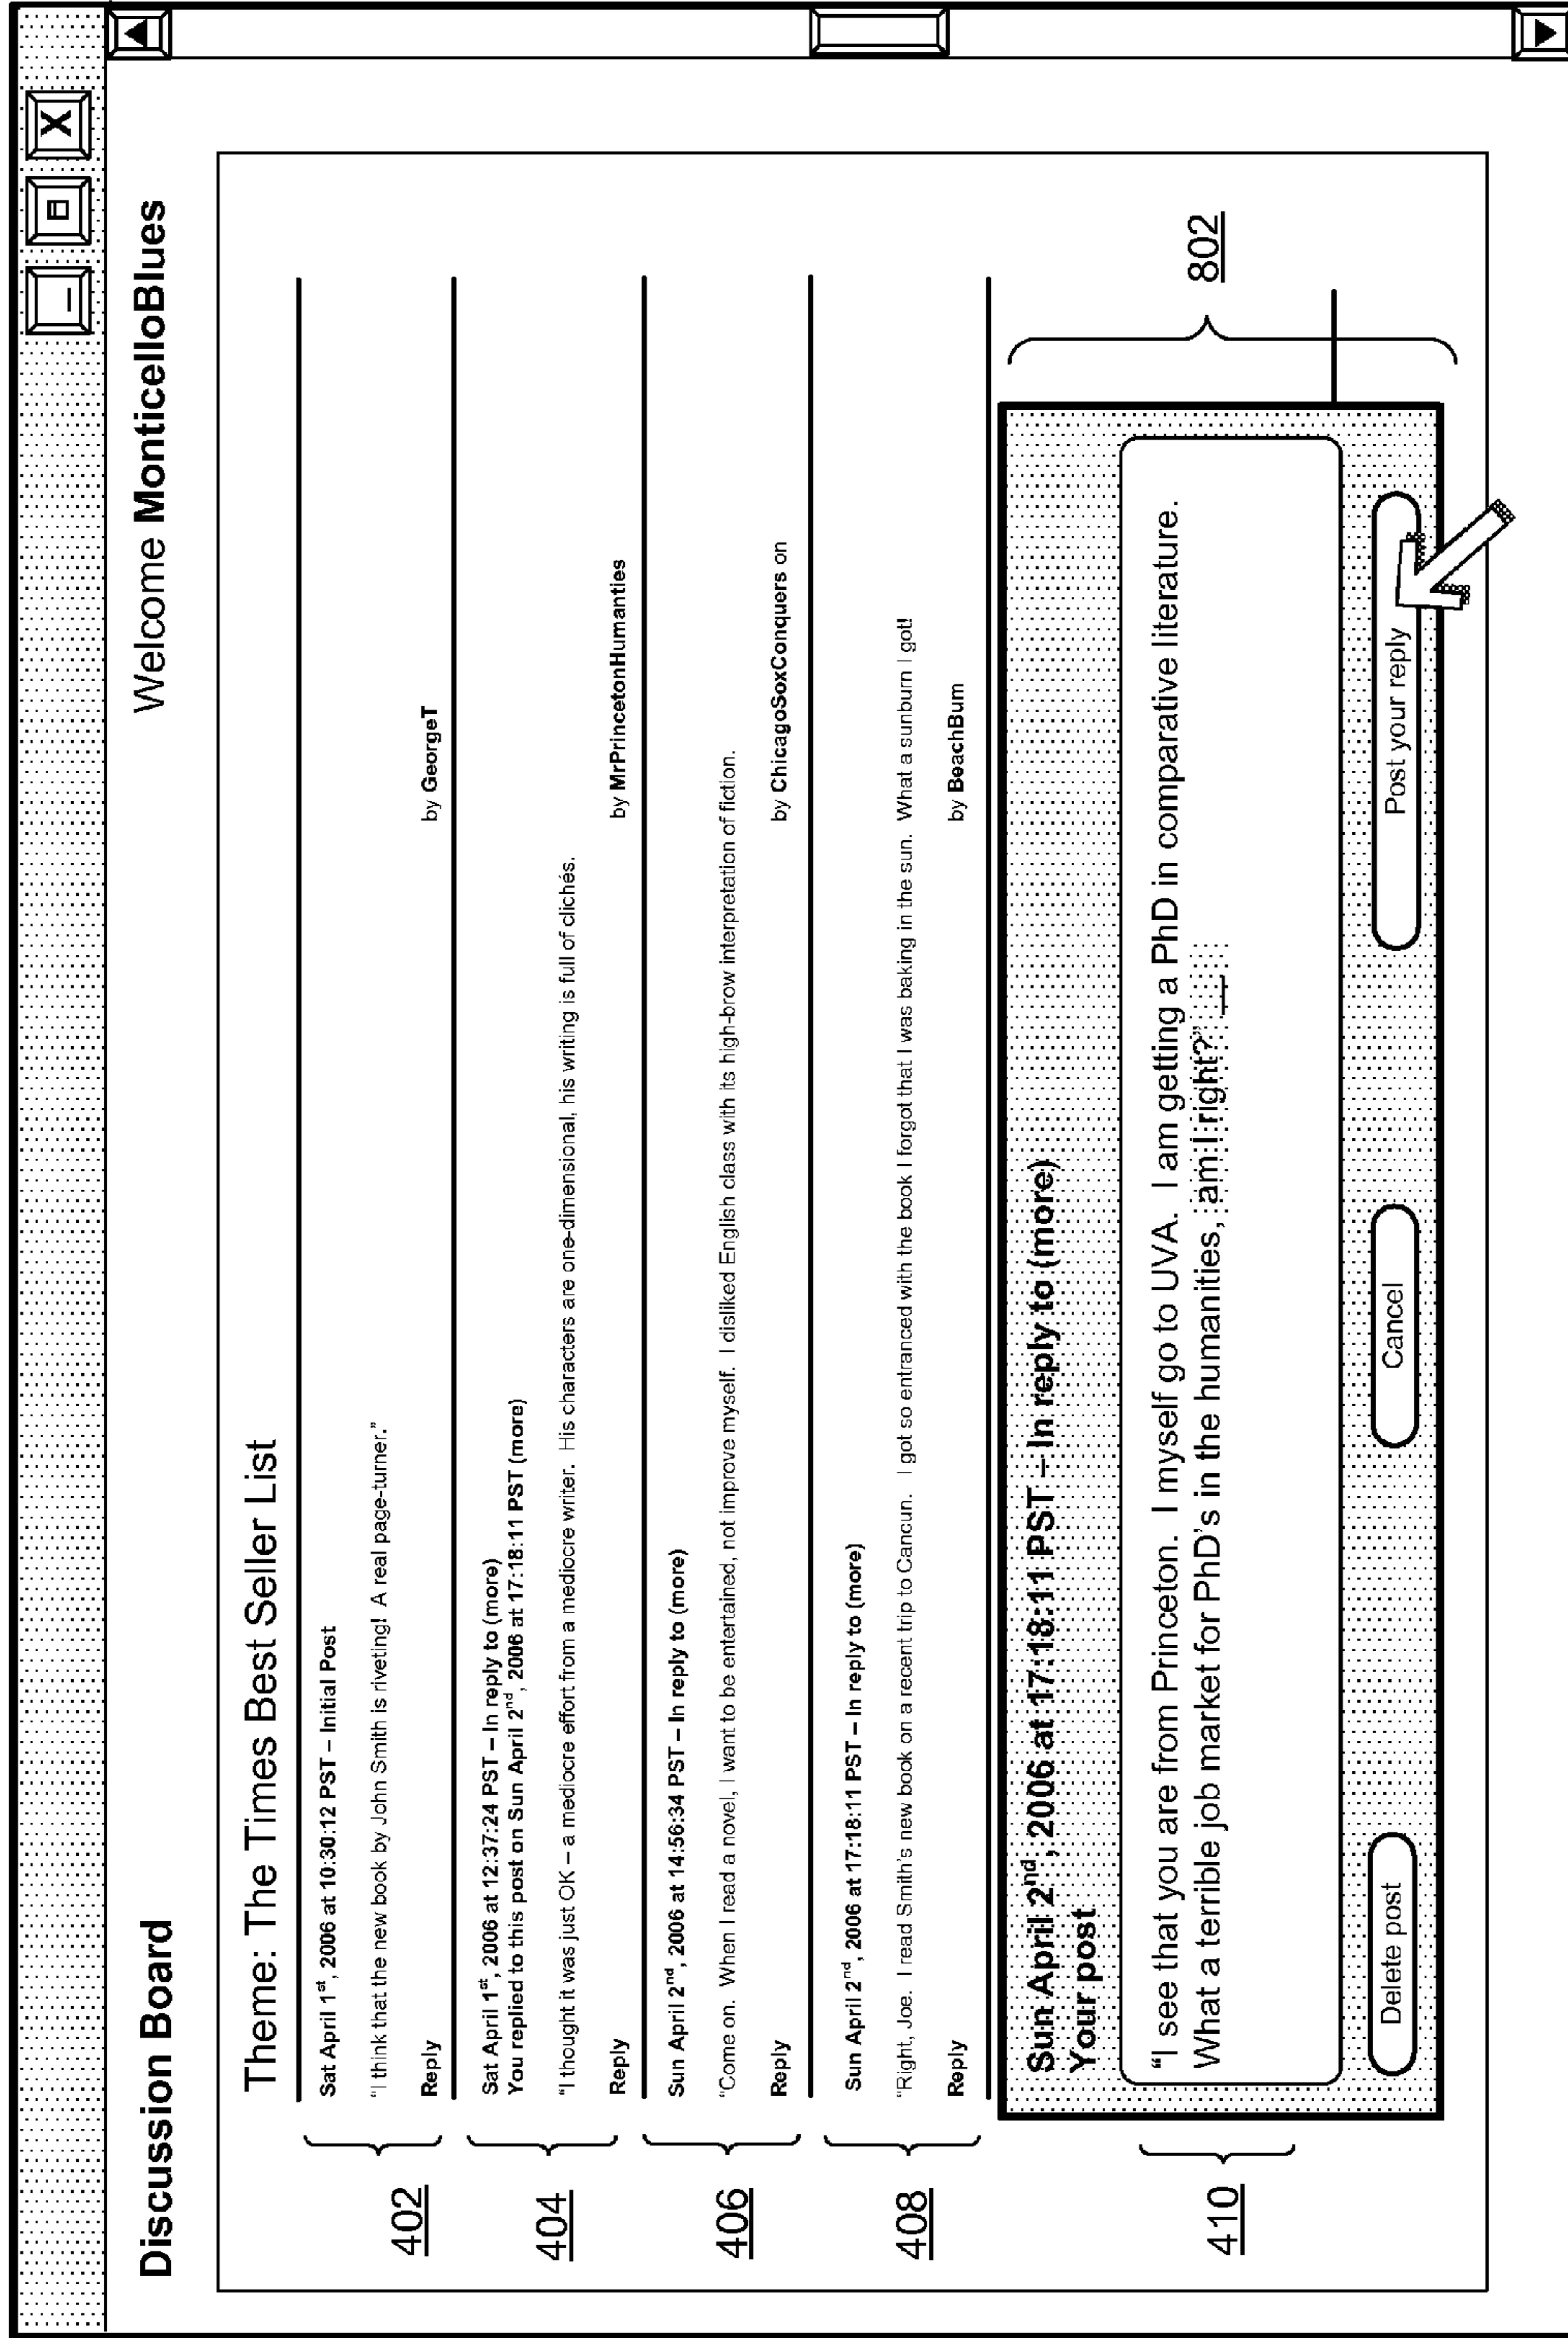 X
Discussion Board
Welcome MonticelloBlues
Theme: The Times Best Seller List
402
Sat April 1st, 2006 at 10:30:12 PST – Initial Post
“I think that the new book by John Smith is riveting!  A real page-turner.”
Reply
by GeorgeT
404
Sat April 1st, 2006 at 12:37:24 PST – In reply to (more)
You replied to this post on Sun April 2nd, 2006 at 17:18:11 PST (more)
“I thought it was just OK – a mediocre effort from a mediocre writer.  His characters are one-dimensional, his writing is full of clichés.
Reply
by MrPrincetonHumanties
406
Sun April 2nd, 2006 at 14:56:34 PST – In reply to (more)
“Come on.  When I read a novel, I want to be entertained, not improve myself.  I disliked English class with its high-brow interpretation of fiction.
Reply
by ChicagoSoxConquers on
408
Sun April 2nd, 2006 at 17:18:11 PST – In reply to (more)
“Right, Joe.  I read Smith's new book on a recent trip to Cancun.   I got so entranced with the book I forgot that I was baking in the sun.  What a sunburn I got!
Reply
by BeachBum
410
802
Sun April 2nd, 2006 at 17:18:11 PST – In reply to (more)
Your post
“I see that you are from Princeton.  I myself go to UVA.  I am getting a PhD in comparative literature.
What a terrible job market for PhD's in the humanities, am I right?”
Delete post
Cancel
Post your reply